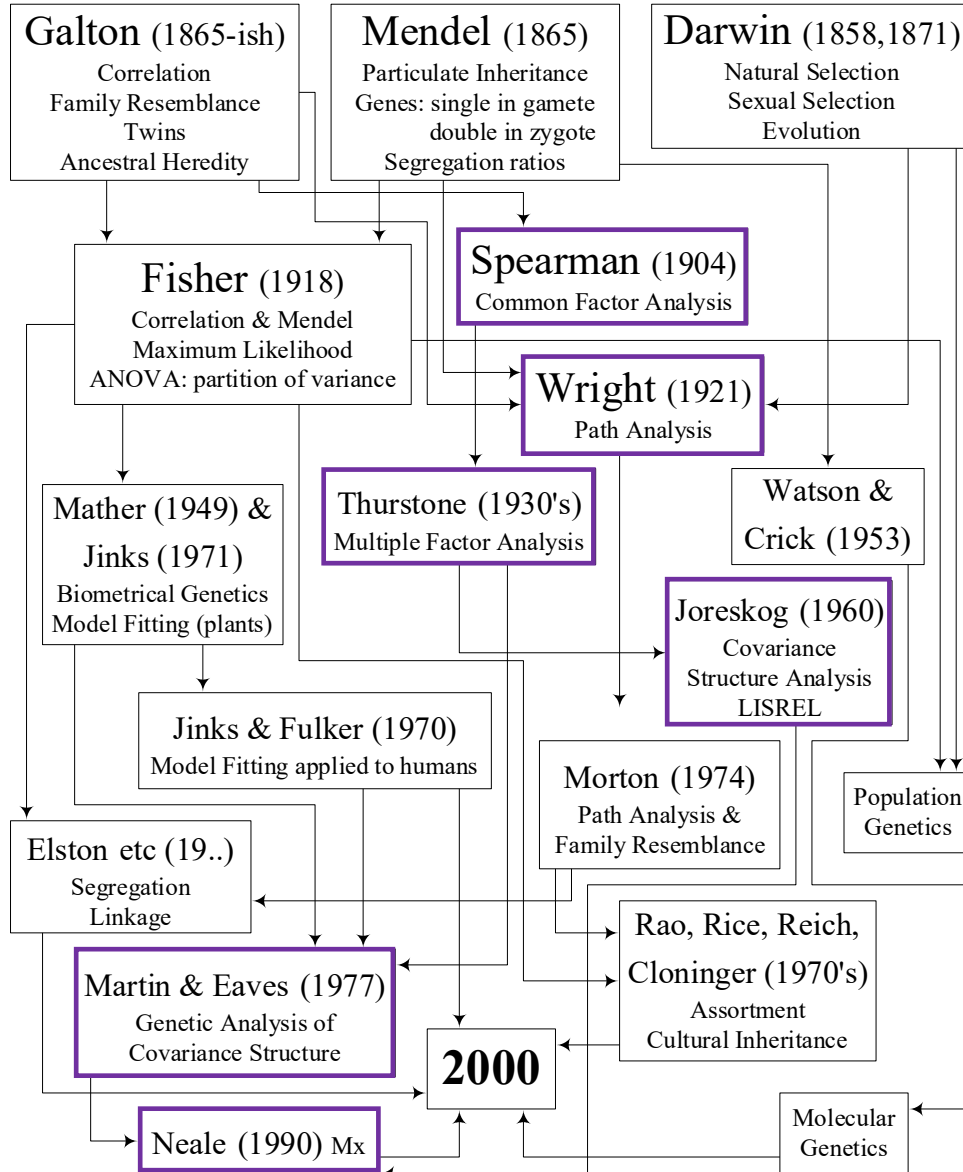 Galton (1865-ish)
Correlation
Family Resemblance
Twins
Ancestral Heredity
Mendel (1865)
Particulate Inheritance
Genes: single in gamete
double in zygote
Segregation ratios
Darwin (1858,1871)
Natural Selection
Sexual Selection
Evolution
Fisher (1918)
Correlation & Mendel
Maximum Likelihood
ANOVA: partition of variance
Spearman (1904)
Common Factor Analysis
Wright (1921)
Path Analysis
Mather (1949) &
Jinks (1971)
Biometrical Genetics
Model Fitting (plants)
Thurstone (1930's)
Multiple Factor Analysis
Watson &
Crick (1953)
Joreskog (1960)
Covariance
Structure Analysis
LISREL
Jinks & Fulker (1970)
Model Fitting applied to humans
Morton (1974)
Path Analysis &
Family Resemblance
Population
Genetics
Elston etc (19..)
Segregation
Linkage
Rao, Rice, Reich,
Cloninger (1970's)
Assortment
Cultural Inheritance
Martin & Eaves (1977)
Genetic Analysis of
Covariance Structure
2000
Neale (1990) Mx
Molecular
Genetics